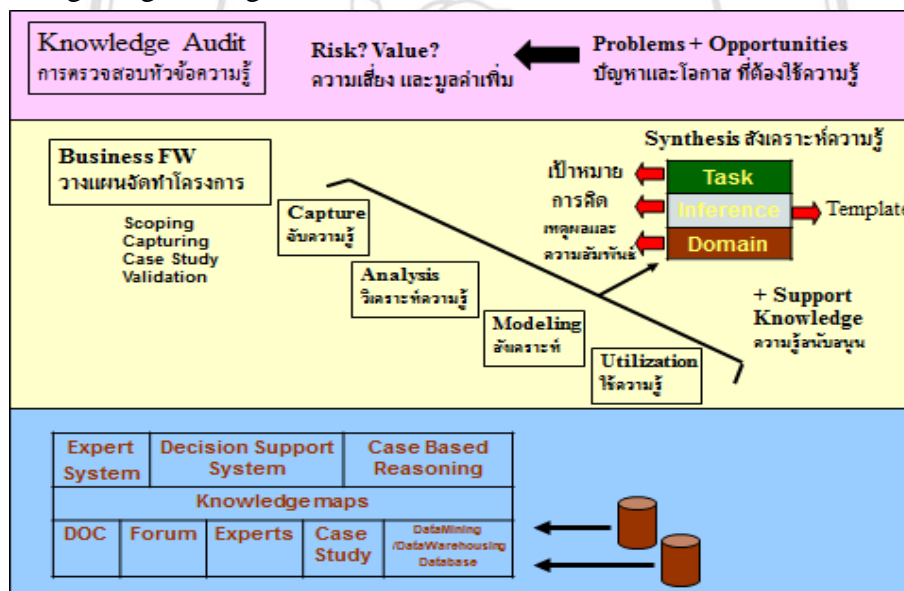 Knowledge Audit
การตรวจสอบหัวข้อความรู้
Risk? Value?
ความเสี่ยง และมูลค่าเพิ่ม
Problems + Opportunities
ปัญหาและโอกาส ที่ต้องใช้ความรู้
Business FW
วางแผนจัดทำโครงการ
Scoping
Capturing
Case Study
Validation
Capture
จับความรู้
Analysis
วิเคราะห์ความรู้
Modeling
สังเคราะห์
Utilization
ใช้ความรู้
Synthesis สังเคราะห์ความรู้
เป้าหมาย
การคิด
เหตุผลและ
ความสัมพันธ์
Task
Inference
Domain
Template
+ Support
Knowledge
ความรู้สนับสนุน
Expert
System
Decision Support
System
Case Based
Reasoning
Knowledge maps
DOC
Forum
Experts
Case
Study
DataMining
/DataWarehousing
Database